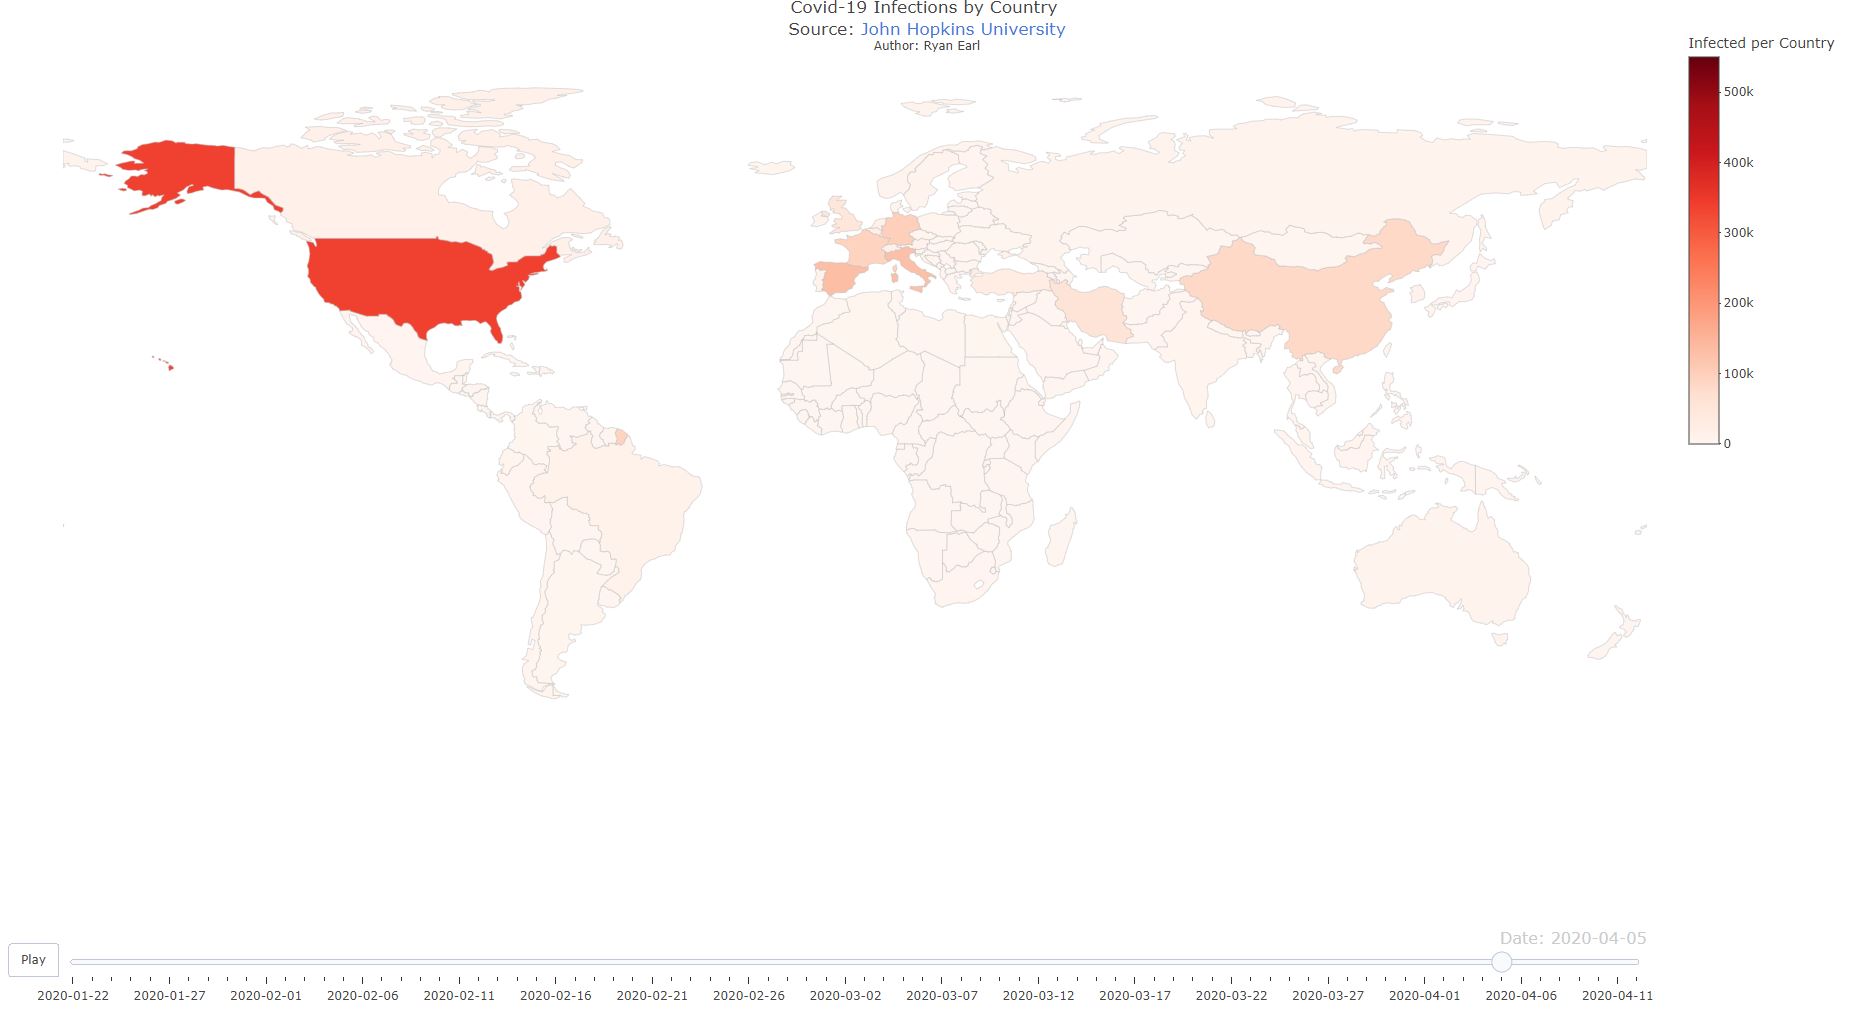 Covid-19 Infections by Country
Source: John Hopkins University
Author: Ryan Earl
Infected per Country
500k
400k
300k
200k
100k
0
Date: 2020-04-05
Play
2020-01-22 2020-01-27 2020-02-01 2020-02-06 2020-02-11 2020-02-16 2020-02-21 2020-02-26 2020-03-02 2020-03-07 2020-03-12 2020-03-17 2020-03-22 2020-03-27 2020-04-01 2020-04-06 2020-04-11